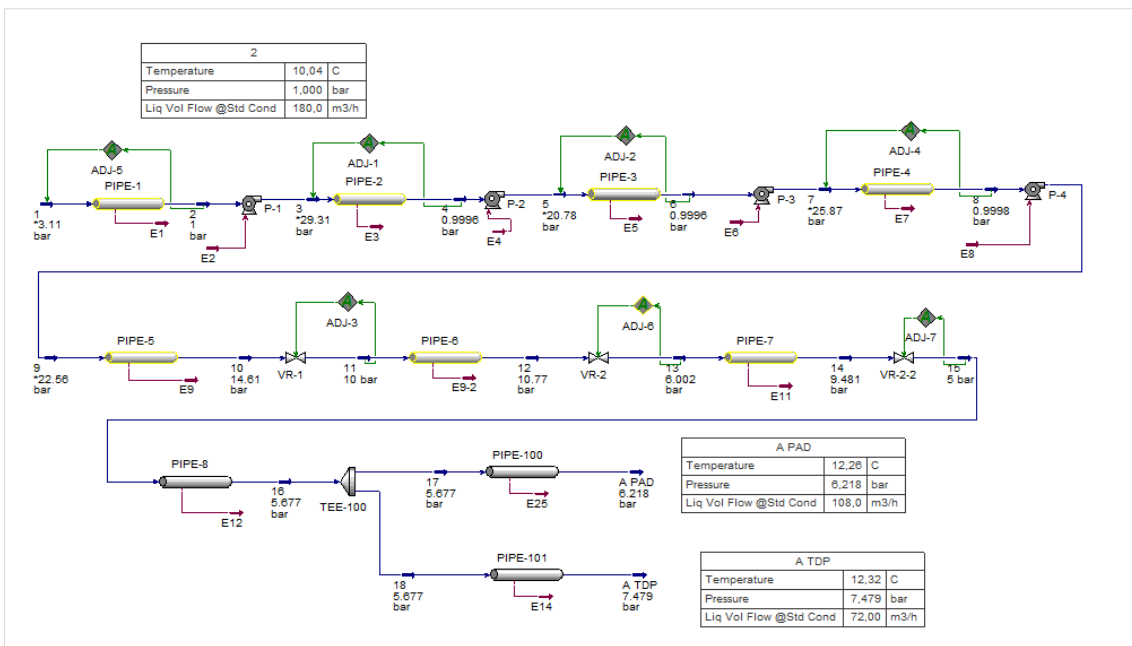 2
Temperature 10,04 C
Pressure 1,000 bar
Liq Vol Flow @Std Cond 180,0 m3/h
A
ADJ-5
PIPE-1
1
*3.11
bar
E1
2
1
bar
E2
P-1
A
ADJ-1
PIPE-2
3
*29.31
bar
E3
4
0.9996
bar
E4
P-2
A
ADJ-2
PIPE-3
5
*20.78
bar
E5
6
0.9996
bar
E6
P-3
A
ADJ-4
PIPE-4
7
*25.87
bar
E7
8
0.9998
bar
E8
P-4
9
*22.56
bar
PIPE-5
E9
10
14.61
bar
A
ADJ-3
VR-1
11
10 bar
PIPE-6
E9-2
12
10.77
bar
A
ADJ-6
VR-2
13
6.002
bar
PIPE-7
E11
14
9.481
bar
A
ADJ-7
VR-2-2
15
5 bar
PIPE-8
E12
16
5.677
bar
TEE-100
17
5.677
bar
PIPE-100
E25
A PAD
6.218
bar
A PAD
Temperature 12,26 C
Pressure 6,218 bar
Liq Vol Flow @Std Cond 108,0 m3/h
18
5.677
bar
PIPE-101
E14
A TDP
7.479
bar
A TDP
Temperature 12,32 C
Pressure 7,479 bar
Liq Vol Flow @Std Cond 72,00 m3/h